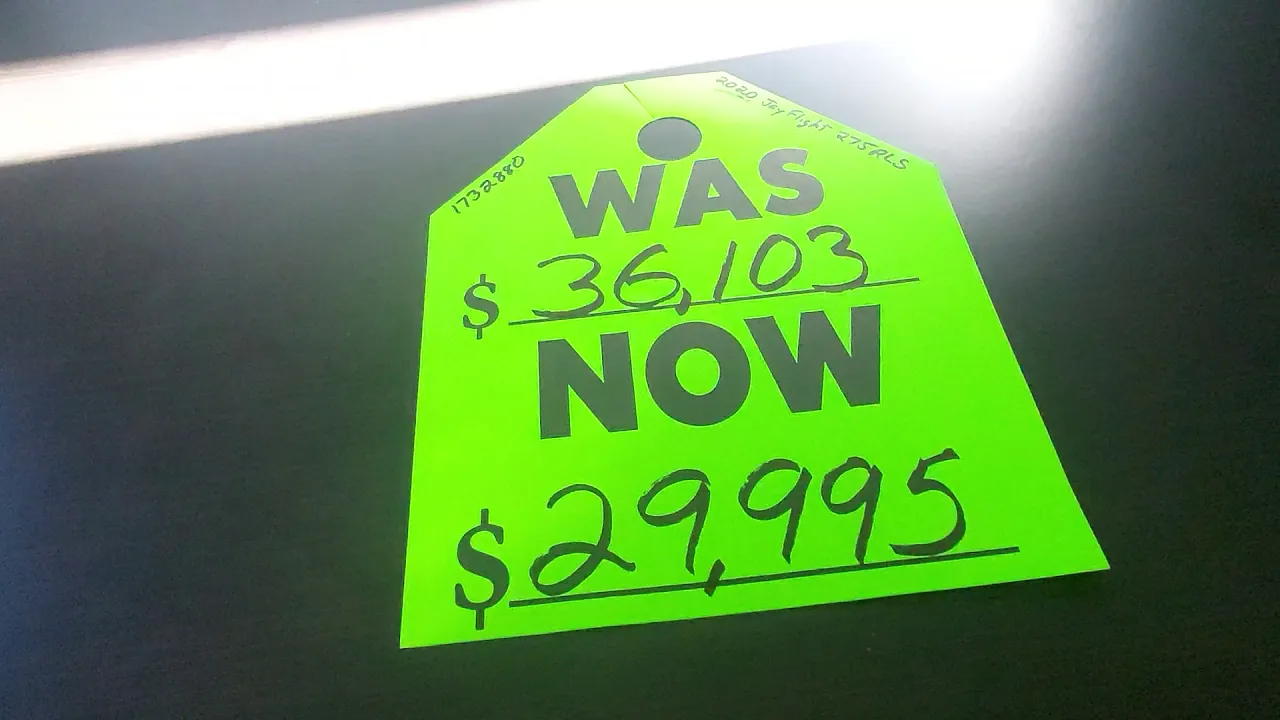 2020 Jay Flight 275RLS
1732880
WAS
$ 36,103
NOW
$ 29,995